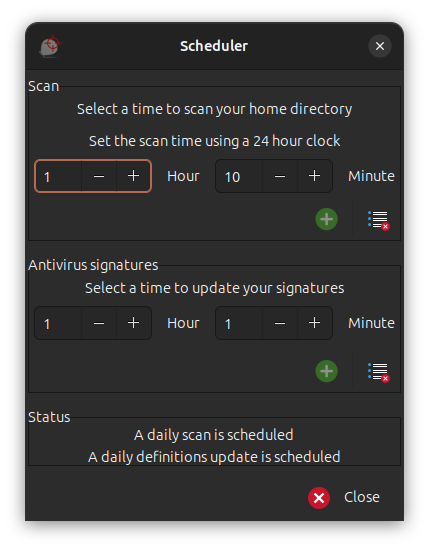 Scheduler
Scan
Select a time to scan your home directory
Set the scan time using a 24 hour clock
1 Hour 10 Minute
Antivirus signatures
Select a time to update your signatures
1 Hour 1 Minute
Status
A daily scan is scheduled
A daily definitions update is scheduled
Close